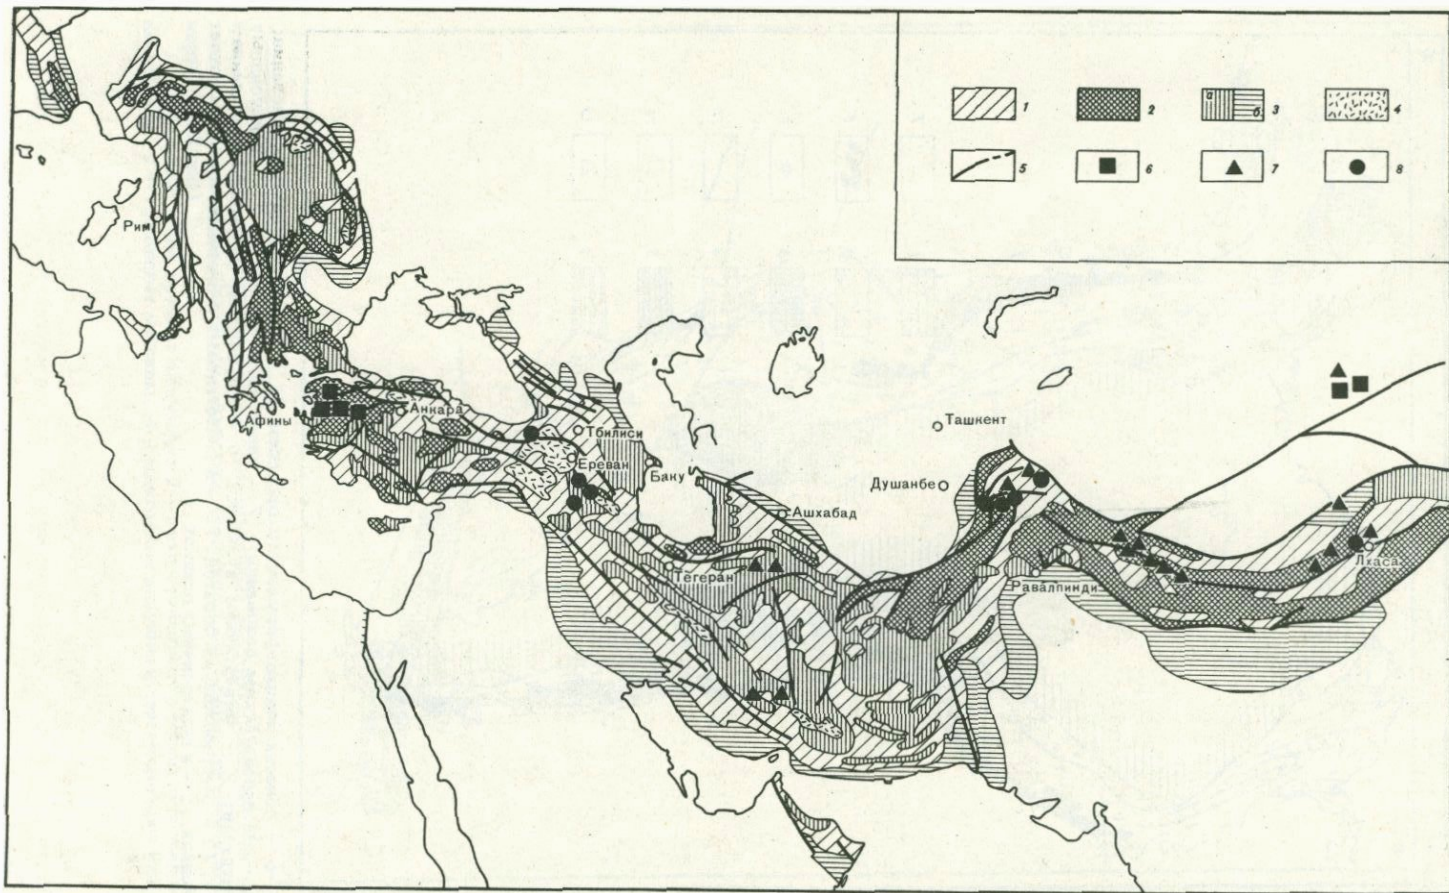 1 2 а б 3 4
5 6 7 8
Рим
Афины
Анкара
Тбилиси
Ереван
Баку
Ташкент
Душанбе
Ашхабад
Тегеран
Равалпинди
Лхаса